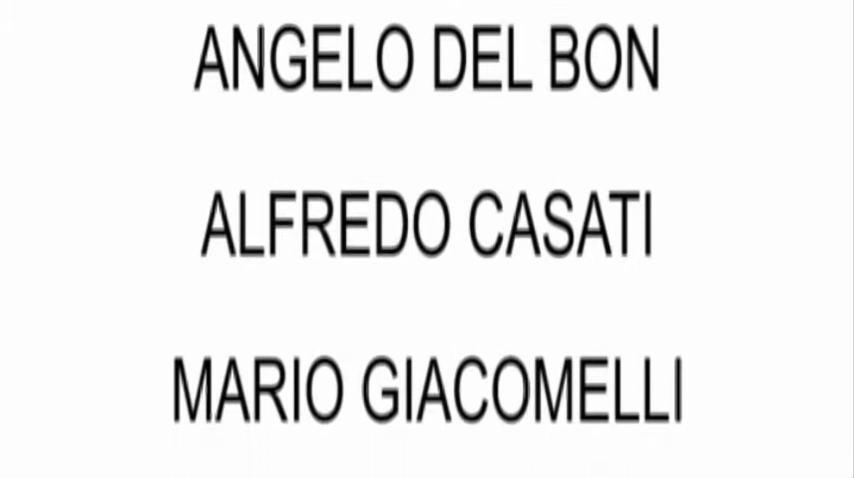 ANGELO DEL BON
ALFREDO CASATI
MARIO GIACOMELLI